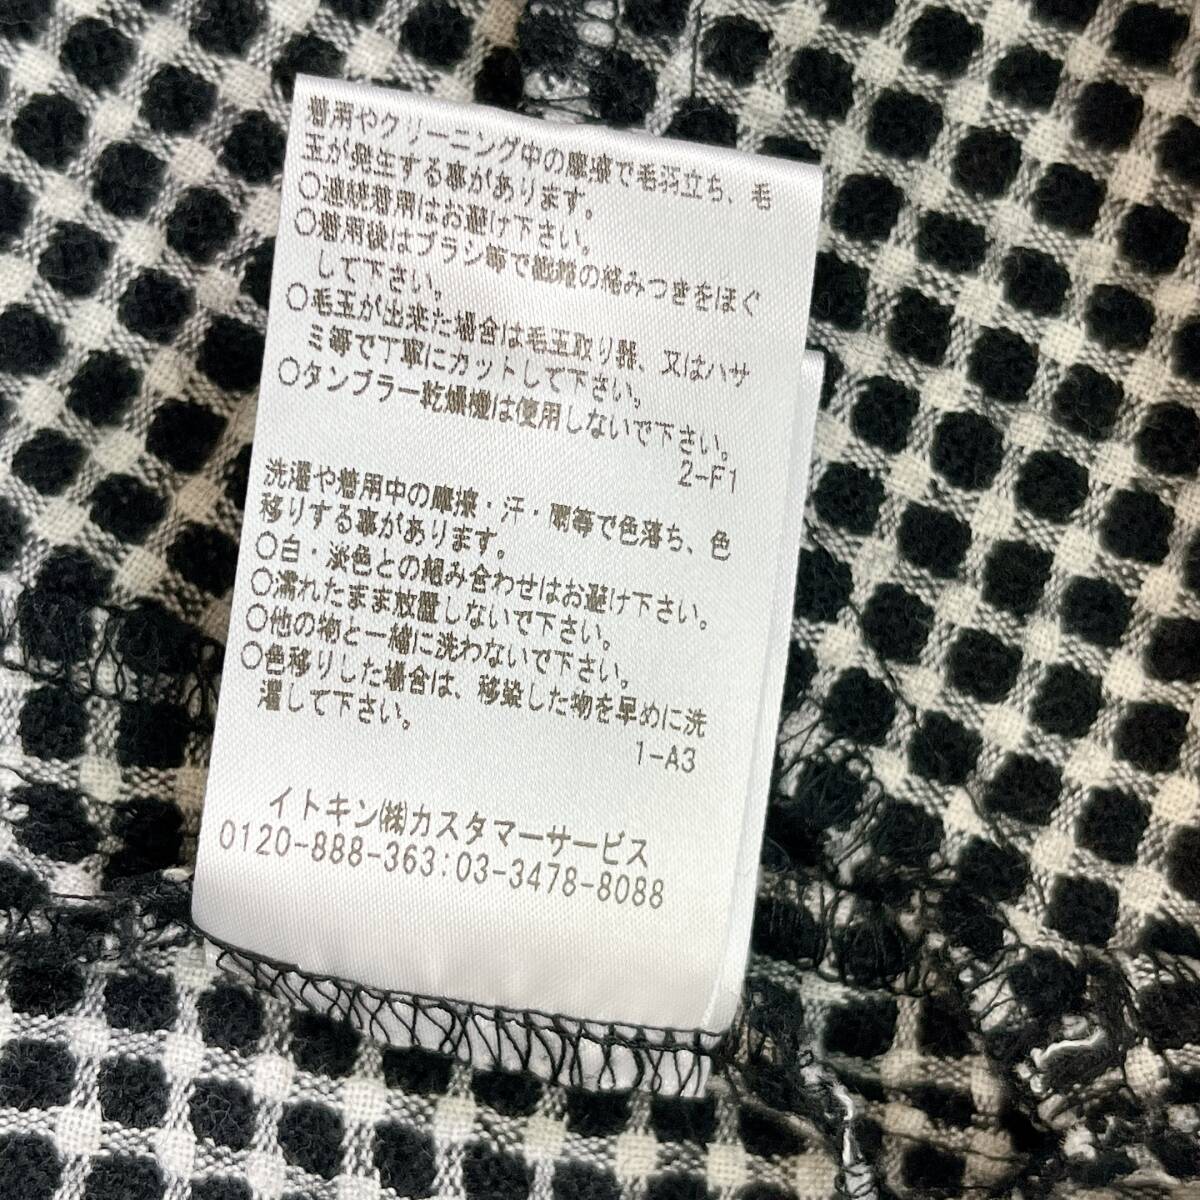 着用やクリーニング中の摩擦で毛羽立ち、毛
玉が発生する事があります。
○連続着用はお避け下さい。
○着用後はブラシ等で繊維の絡みつきをほぐ
して下さい。
○毛玉が出来た場合は毛玉取り器、又はハサ
ミ等で丁寧にカットして下さい。
○タンブラー乾燥機は使用しないで下さい。
2-F1
洗濯や着用中の摩擦・汗・雨等で色落ち、色
移りする事があります。
○白・淡色との組み合わせはお避け下さい。
○濡れたまま放置しないで下さい。
○他の物と一緒に洗わないで下さい。
○色移りした場合は、移染した物を早めに洗
濯して下さい。
1-A3
イトキン㈱カスタマーサービス
0120-888-363:03-3478-8088